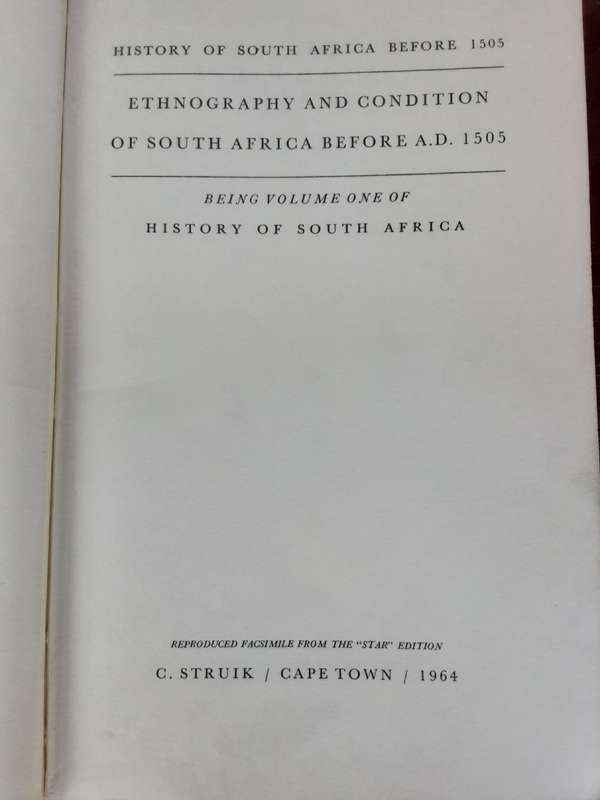 HISTORY OF SOUTH AFRICA BEFORE 1505
ETHNOGRAPHY AND CONDITION
OF SOUTH AFRICA BEFORE A.D. 1505
BEING VOLUME ONE OF
HISTORY OF SOUTH AFRICA
REPRODUCED FACSIMILE FROM THE "STAR" EDITION
C. STRUIK / CAPE TOWN / 1964